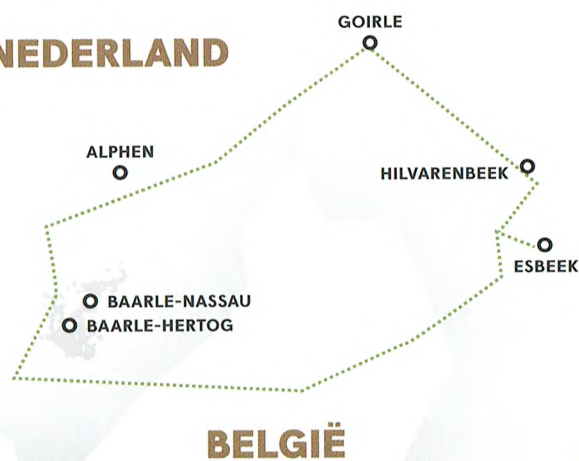 GOIRLE
NEDERLAND
ALPHEN
HILVARENBEEK
ESBEEK
BAARLE-NASSAU
BAARLE-HERTOG
BELGIË